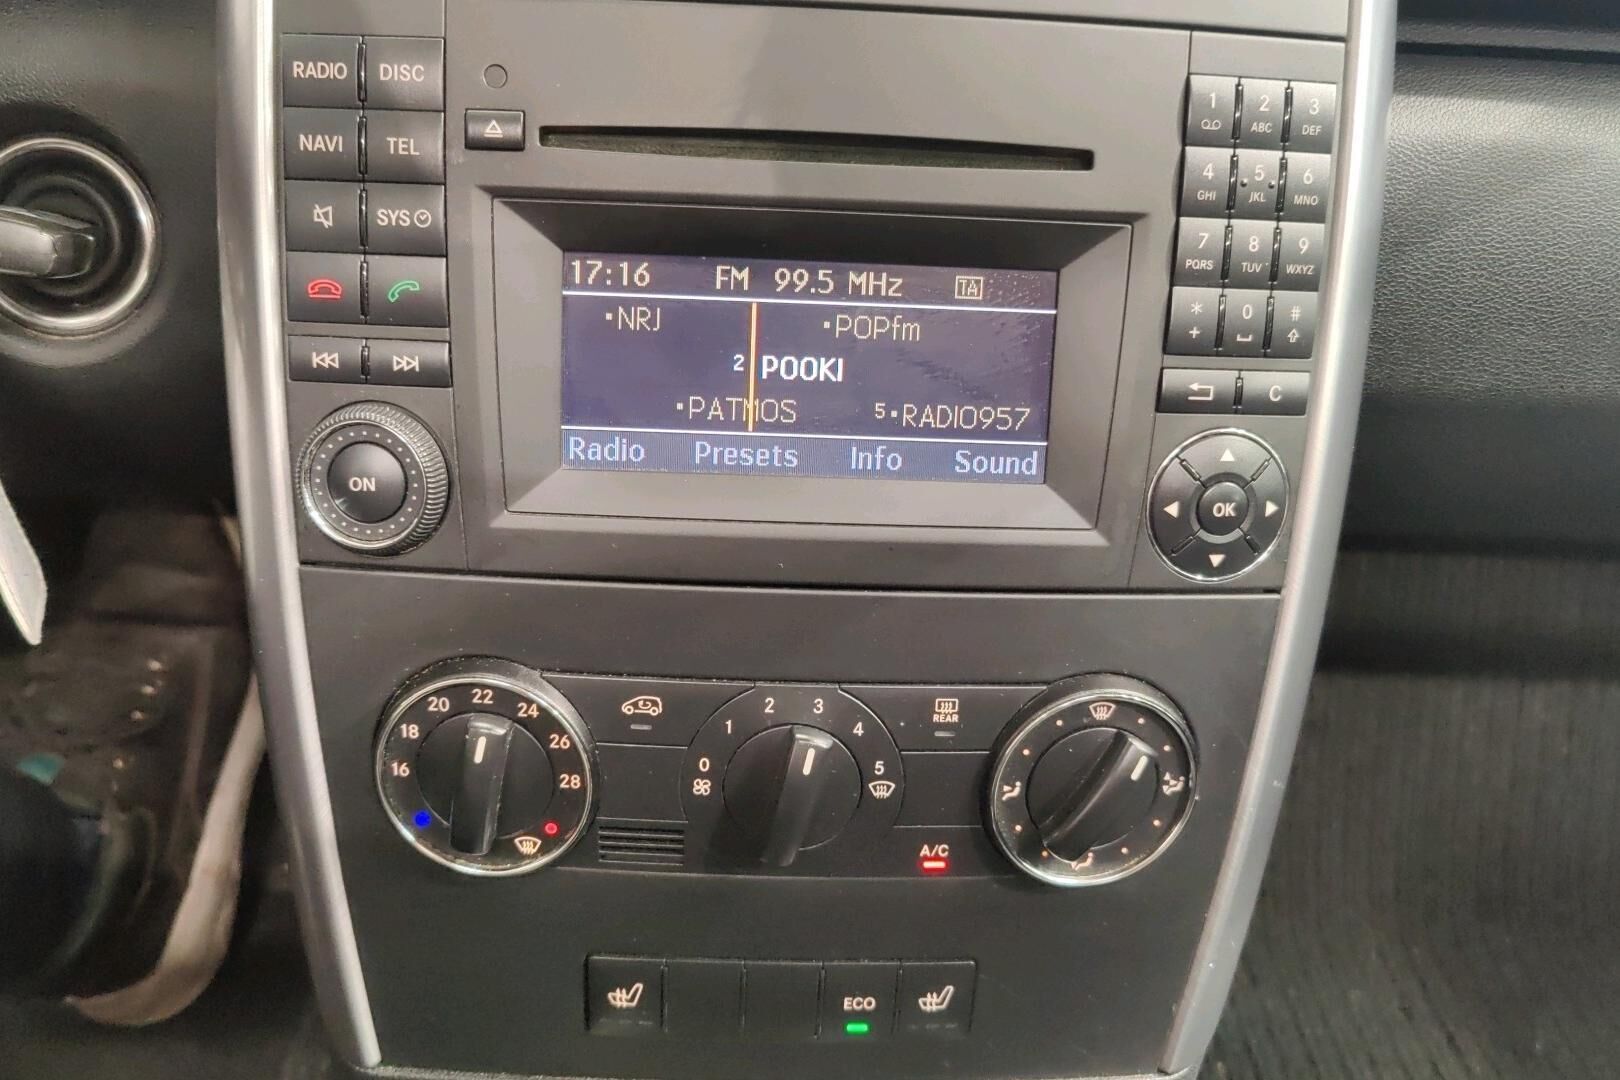 RADIO DISC
NAVI TEL
SYS
ON
17:16 FM 99.5 MHz TA
NRJ POPfm
2 POOKI
PATMOS 5 RADIO957
Radio Presets Info Sound
1 2 ABC 3 DEF
4 GHI 5 JKL 6 MNO
7 PQRS 8 TUV 9 WXYZ
* + 0 #
C
OK
16 18 20 22 24 26 28
0 1 2 3 4 5
REAR
A/C
ECO